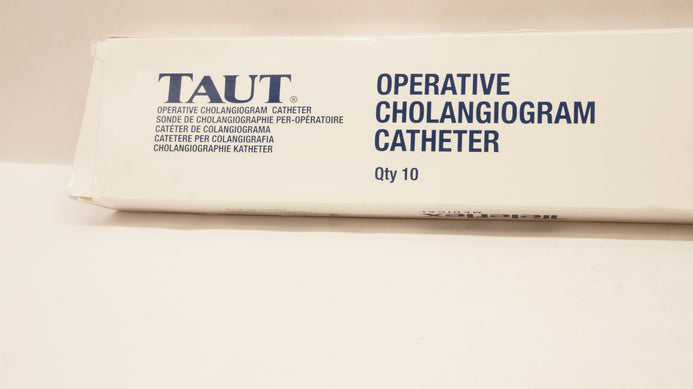 TAUT®
OPERATIVE CHOLANGIOGRAM CATHETER
SONDE DE CHOLANGIOGRAPHIE PER-OPÉRATOIRE
CATÉTER DE COLANGIOGRAMA
CATETERE PER COLANGIGRAFIA
CHOLANGIOGRAPHIE KATHETER
OPERATIVE
CHOLANGIOGRAM
CATHETER
Qty 10
MEDICAL